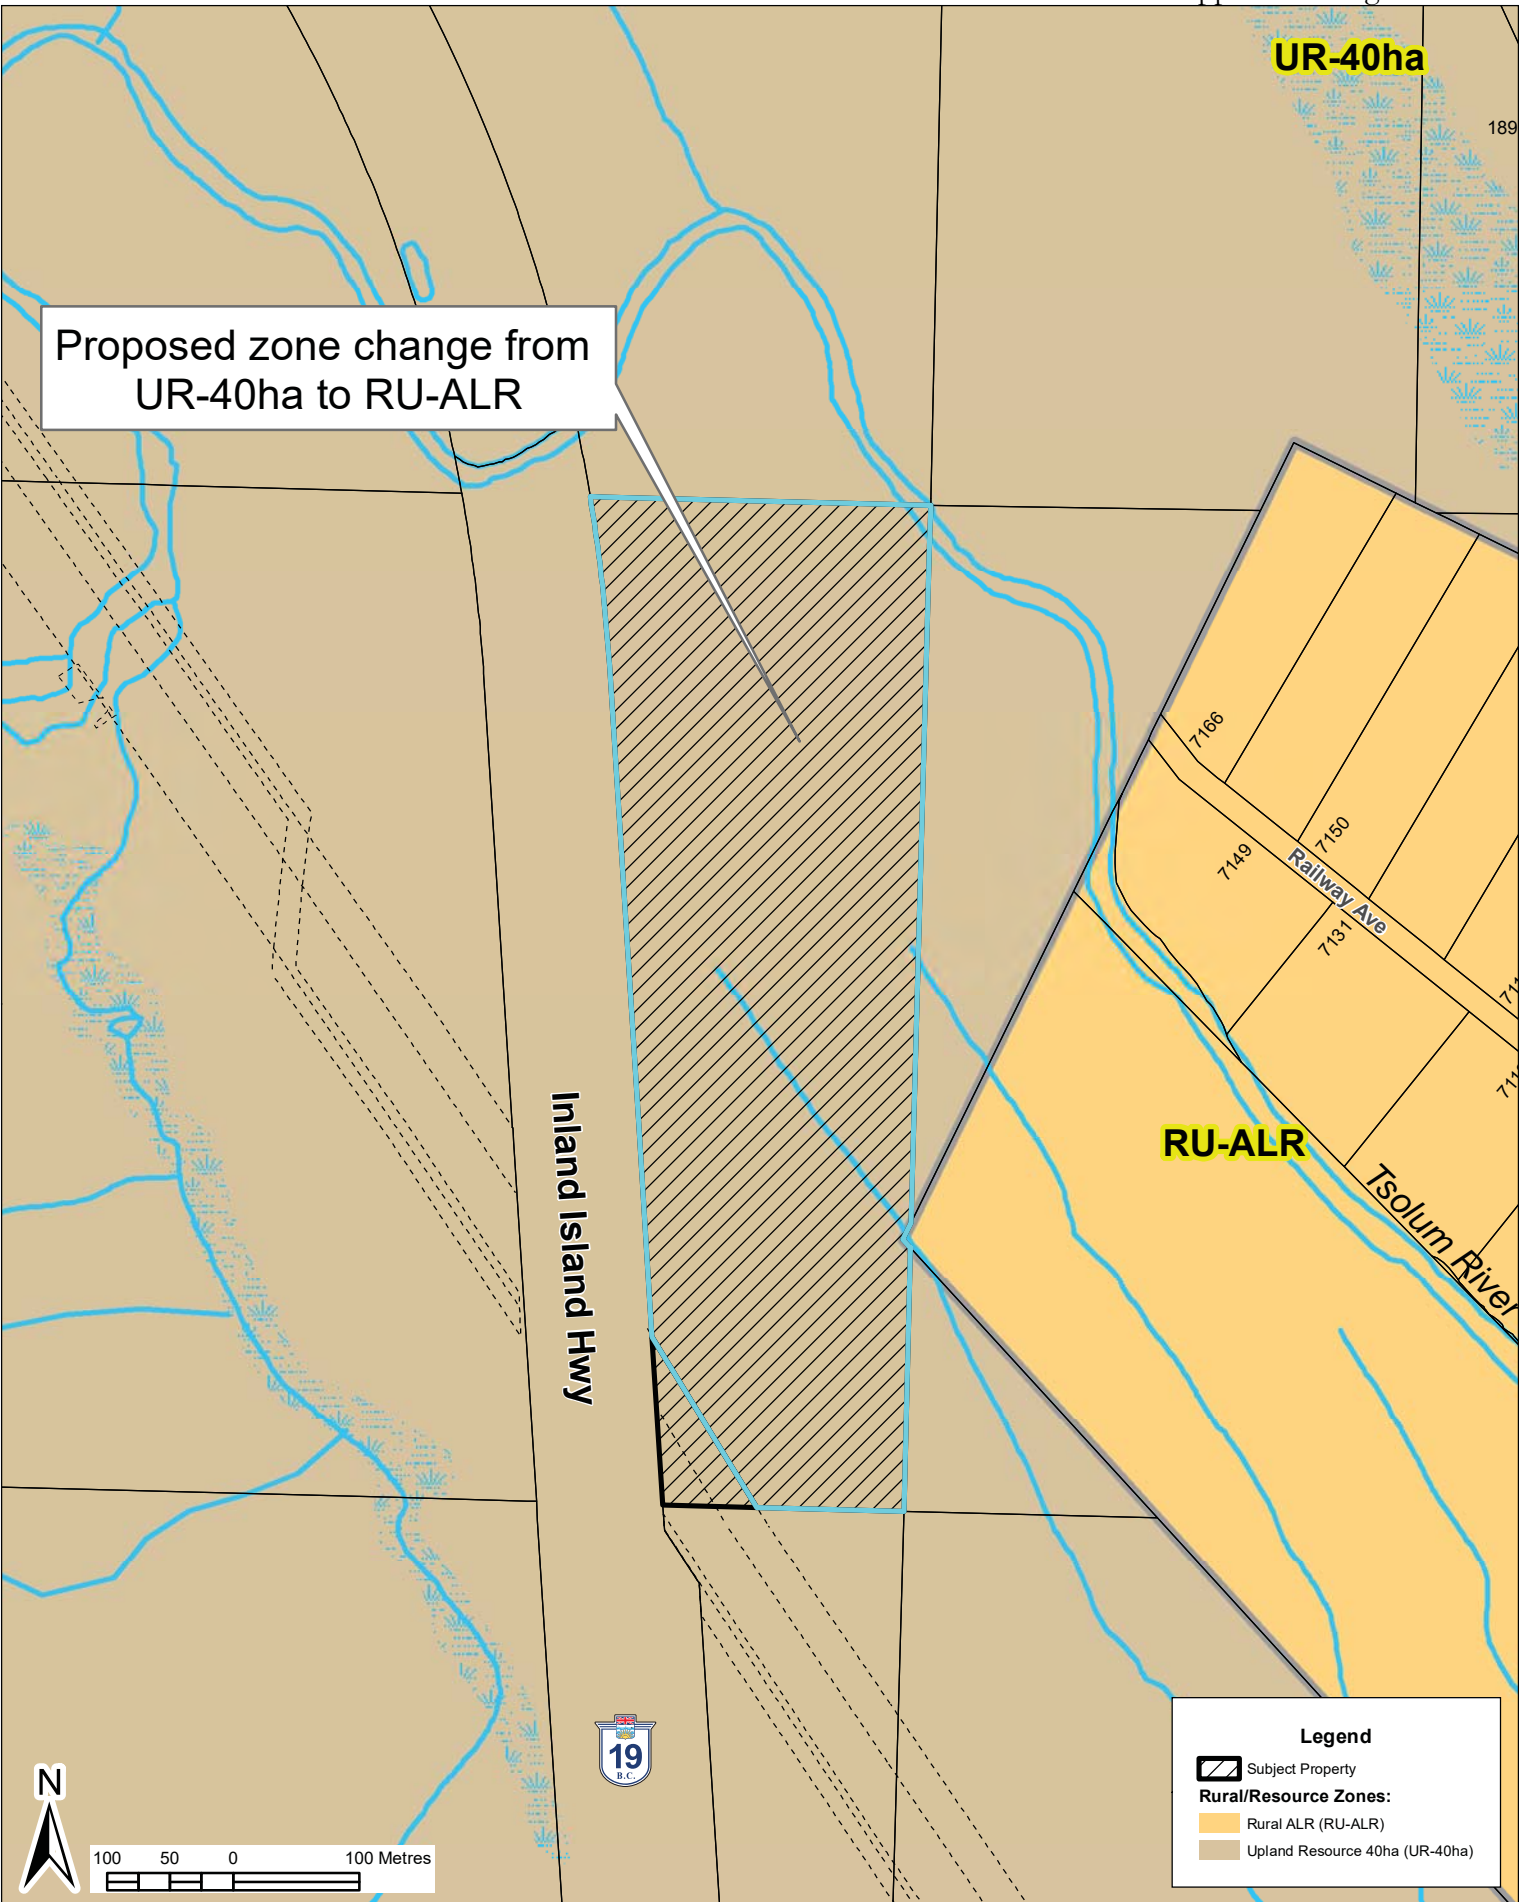 UR-40ha
189
Proposed zone change from
UR-40ha to RU-ALR
7166
7150
7149
Railway Ave
7131
RU-ALR
Tsolum River
Inland Island Hwy
19
B.C.
N
100 50 0 100 Metres
Legend
Subject Property
Rural/Resource Zones:
Rural ALR (RU-ALR)
Upland Resource 40ha (UR-40ha)